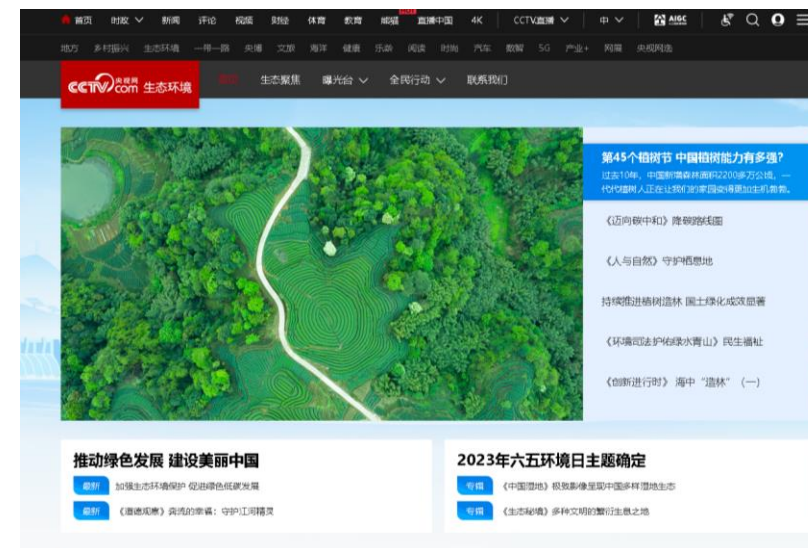 首页 时政 新闻 评论 视频 财经 体育 教育 熊猫 直播中国 4K CCTV直播 中 AIGC
地方 乡村振兴 生态环境 一带一路 央博 文旅 海洋 健康 乐龄 阅读 时尚 汽车 数智 5G 产业+ 网展
CCTV com 央视网 生态环境 生态聚焦 曝光台 全民行动 联系我们
第45个植树节 中国植树能力有多强?
过去10年,中国新增森林面积2200多万公顷,一
代代植树人正在让我们的家园变得更加生机勃勃。
《迈向碳中和》降碳路线图
《人与自然》守护栖息地
持续推进植树造林 国土绿化成效显著
《环境司法护佑绿水青山》民生福祉
《创新进行时》 海中“造林”(一)
推动绿色发展 建设美丽中国
最新 加强生态环境保护 促进绿色低碳发展
最新 《道德观察》奔流的幸福:守护江河精灵
2023年六五环境日主题确定
专辑 《中国湿地》极致影像呈现中国多样湿地生态
专辑 《生态秘境》多种文明的繁衍生息之地